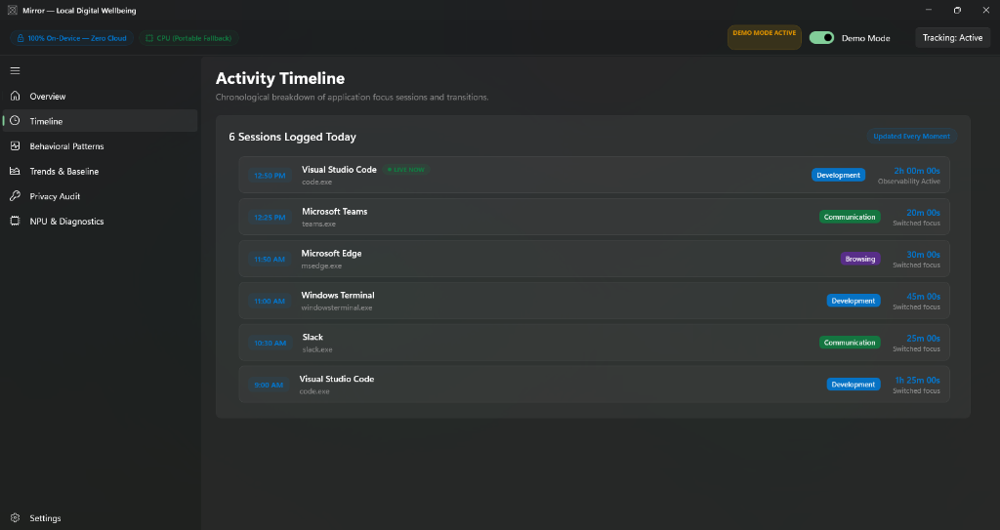 Mirror — Local Digital Wellbeing
100% On-Device — Zero Cloud
CPU (Portable Fallback)
DEMO MODE ACTIVE
Demo Mode
Tracking: Active
Overview
Timeline
Behavioral Patterns
Trends & Baseline
Privacy Audit
NPU & Diagnostics
Settings
Activity Timeline
Chronological breakdown of application focus sessions and transitions.
6 Sessions Logged Today
Updated Every Moment
12:50 PM
Visual Studio Code
LIVE NOW
code.exe
Development
2h 00m 00s
Observability Active
12:25 PM
Microsoft Teams
teams.exe
Communication
20m 00s
Switched focus
11:50 AM
Microsoft Edge
msedge.exe
Browsing
30m 00s
Switched focus
11:00 AM
Windows Terminal
windowsterminal.exe
Development
45m 00s
Switched focus
10:30 AM
Slack
slack.exe
Communication
25m 00s
Switched focus
9:00 AM
Visual Studio Code
code.exe
Development
1h 25m 00s
Switched focus